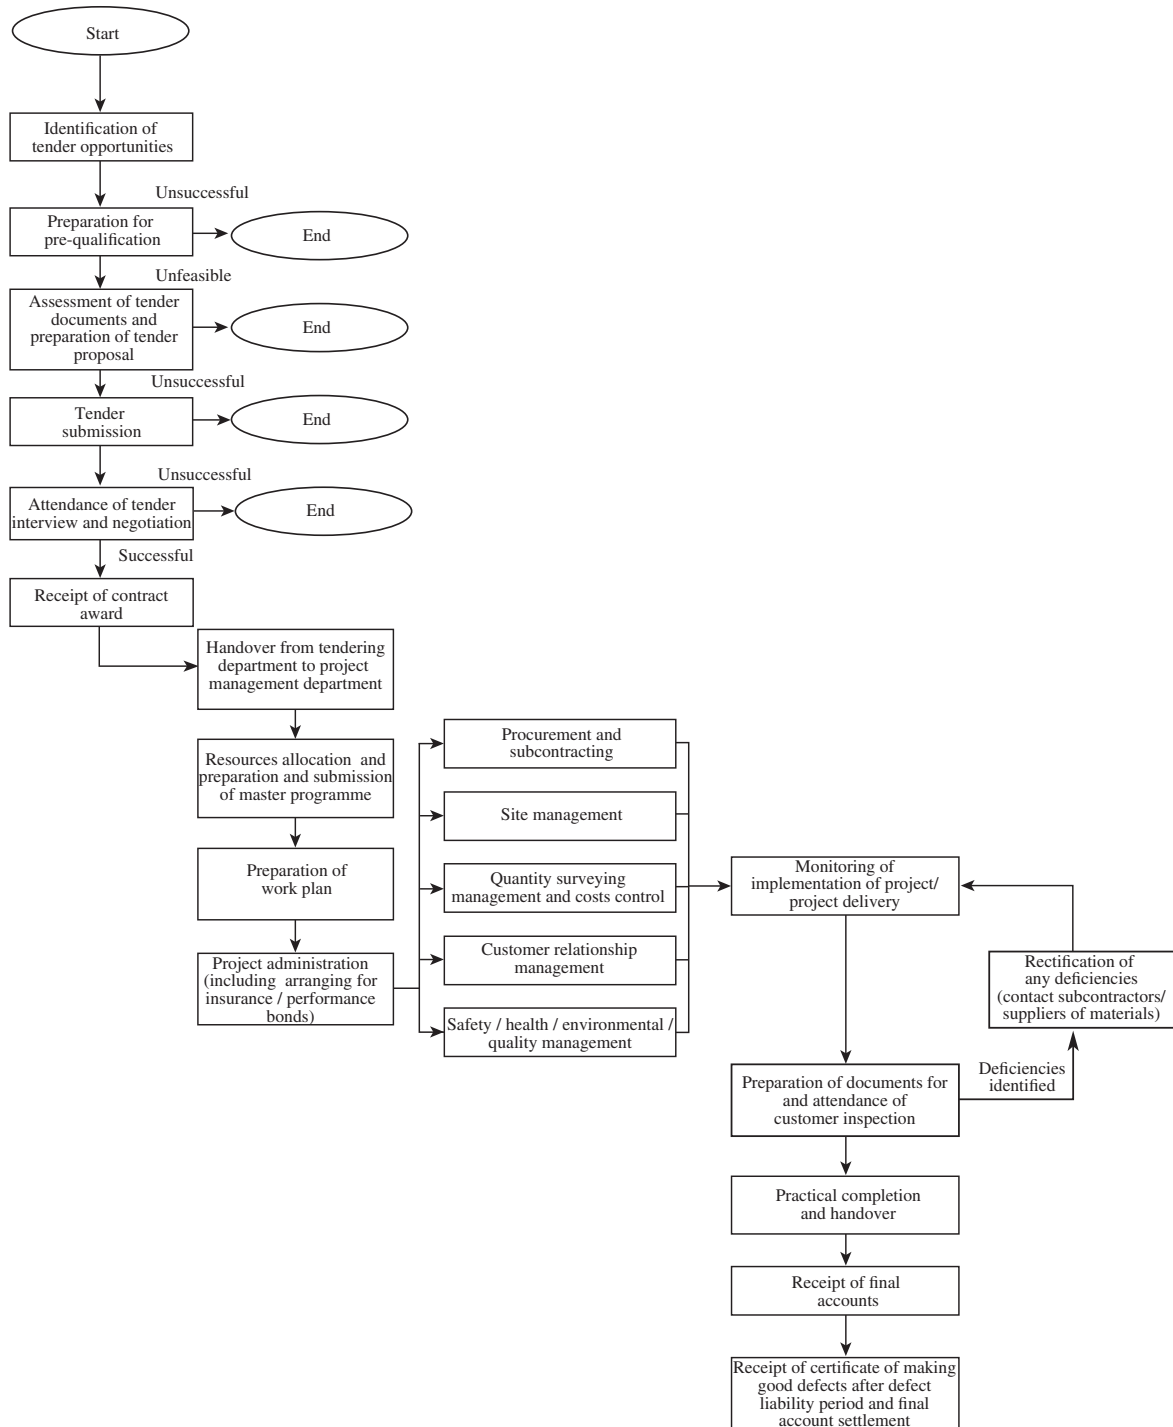 Start
Identification of
tender opportunities
Unsuccessful
Preparation for
pre-qualification
End
Unfeasible
Assessment of tender
documents and
preparation of tender
proposal
End
Unsuccessful
Tender
submission
End
Unsuccessful
Attendance of tender
interview and negotiation
End
Successful
Receipt of contract
award
Handover from tendering
department to project
management department
Resources allocation and
preparation and submission
of master programme
Preparation of
work plan
Project administration
(including arranging for
insurance / performance
bonds)
Procurement and
subcontracting
Site management
Quantity surveying
management and costs control
Customer relationship
management
Safety / health / environmental /
quality management
Monitoring of
implementation of project/
project delivery
Rectification of
any deficiencies
(contact subcontractors/
suppliers of materials)
Deficiencies
identified
Preparation of documents for
and attendance of
customer inspection
Practical completion
and handover
Receipt of final
accounts
Receipt of certificate of making
good defects after defect
liability period and final
account settlement